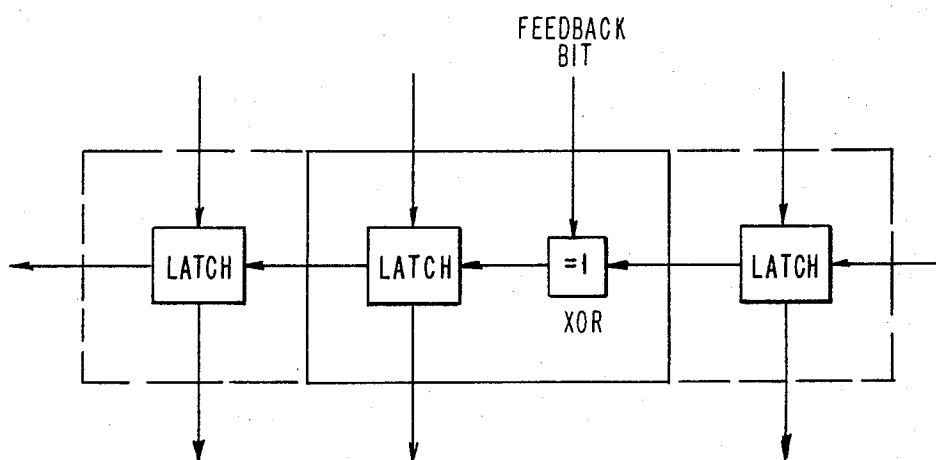 FEEDBACK
BIT
LATCH
LATCH
=1
LATCH
XOR